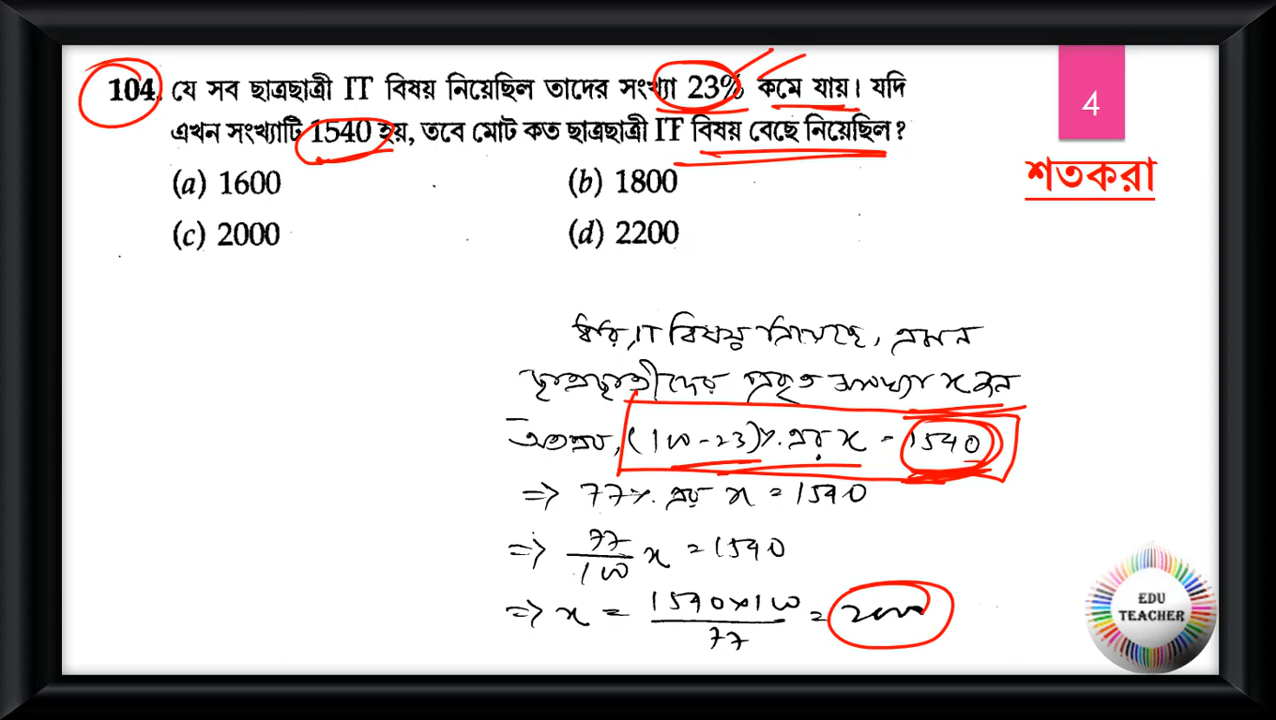 104. যে সব ছাত্রছাত্রী IT বিষয় নিয়েছিল তাদের সংখ্যা 23% কমে যায়। যদি
এখন সংখ্যাটি 1540 হয়, তবে মোট কত ছাত্রছাত্রী IT বিষয় বেছে নিয়েছিল?
(a) 1600 (b) 1800
(c) 2000 (d) 2200
4
শতকরা
ধরি, IT বিষয় নিয়েছে, এমন
ছাত্রছাত্রীদের প্রকৃত সংখ্যা x জন
অতএব, (100-23)% এর x = 1540
=> 77% এর x = 1540
=> 77/100 x = 1540
=> x = 1540×100/77 = 2000
EDU
TEACHER